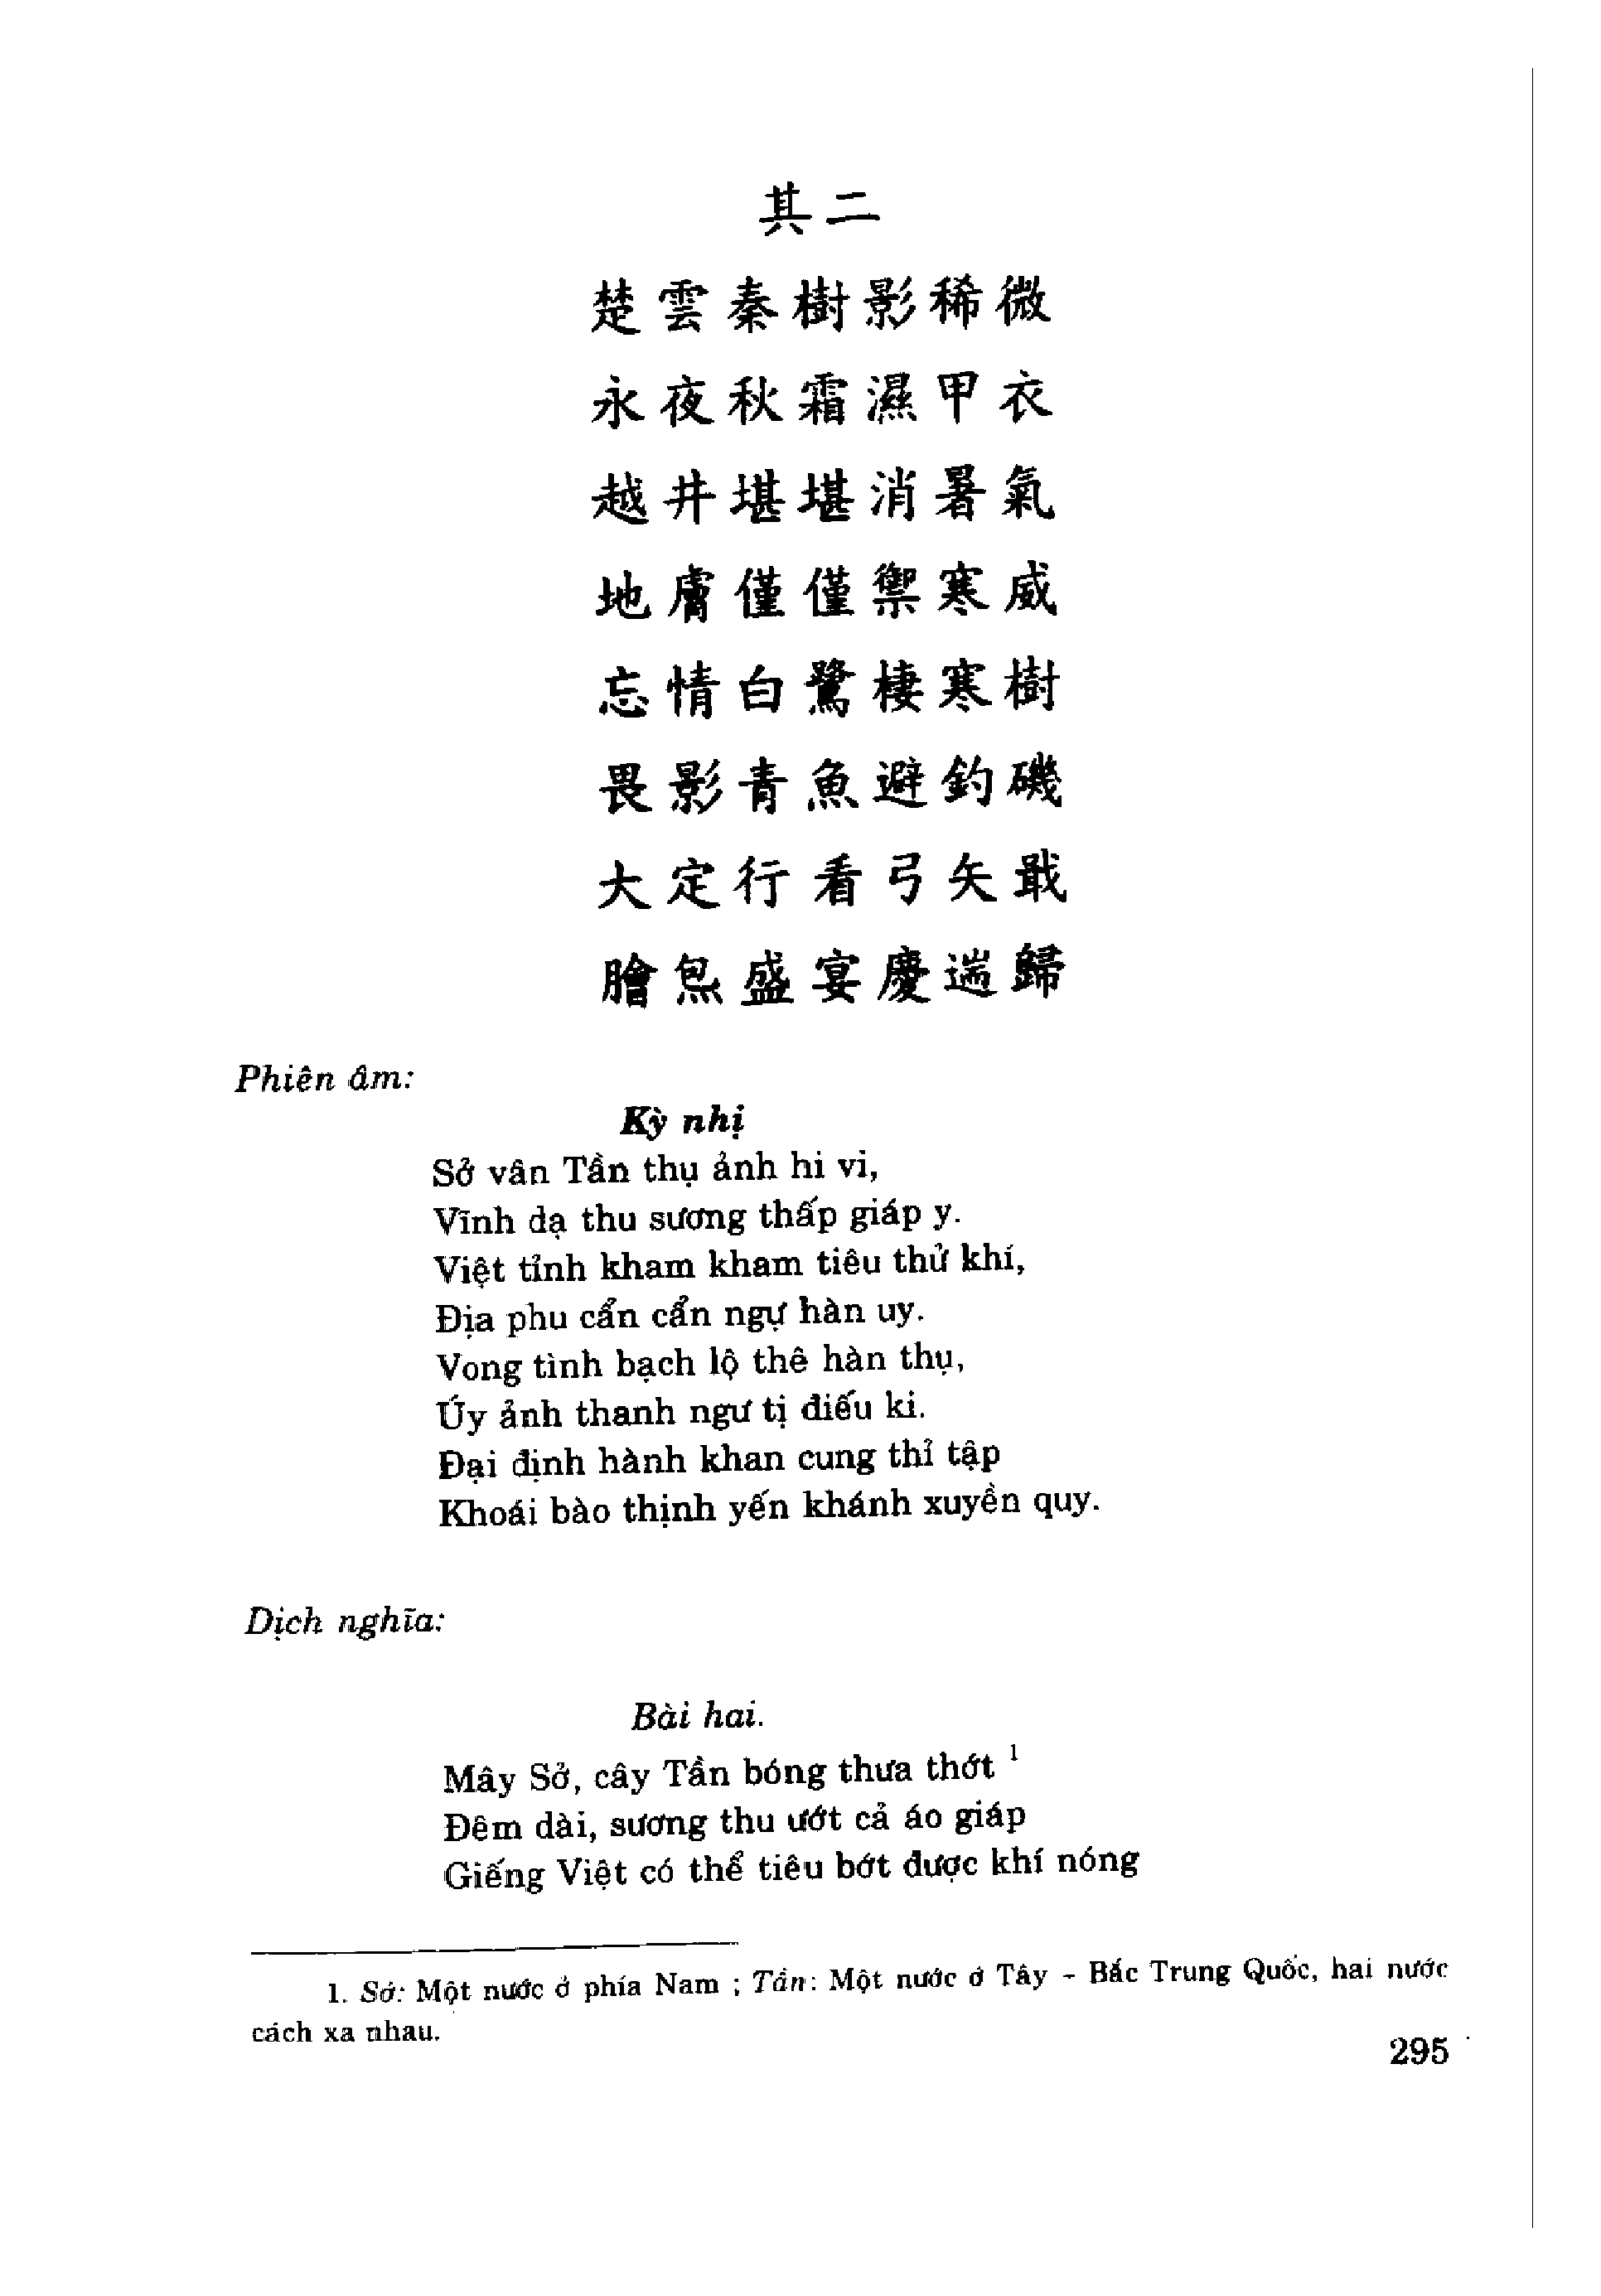 其二
楚雲秦樹影稀微
永夜秋霜濕甲衣
越井堪堪消暑氣
地膚僅僅禦寒威
忘情白鷺棲寒樹
畏影青魚避釣磯
大定行看弓矢戢
膾炰盛宴慶遄歸
Phiên âm:
Kỳ nhị
Sở vân Tần thụ ảnh hi vi,
Vĩnh dạ thu sương thấp giáp y.
Việt tỉnh kham kham tiêu thử khí,
Địa phu cẩn cẩn ngự hàn uy.
Vong tình bạch lộ thê hàn thụ,
Úy ảnh thanh ngư tị điếu ki.
Đại định hành khan cung thỉ tập
Khoái bào thịnh yến khánh xuyền quy.
Dịch nghĩa:
Bài hai.
Mây Sở, cây Tần bóng thưa thớt 1
Đêm dài, sương thu ướt cả áo giáp
Giếng Việt có thể tiêu bớt được khí nóng
1. Sở: Một nước ở phía Nam ; Tần: Một nước ở Tây - Bắc Trung Quốc, hai nước
cách xa nhau.
295